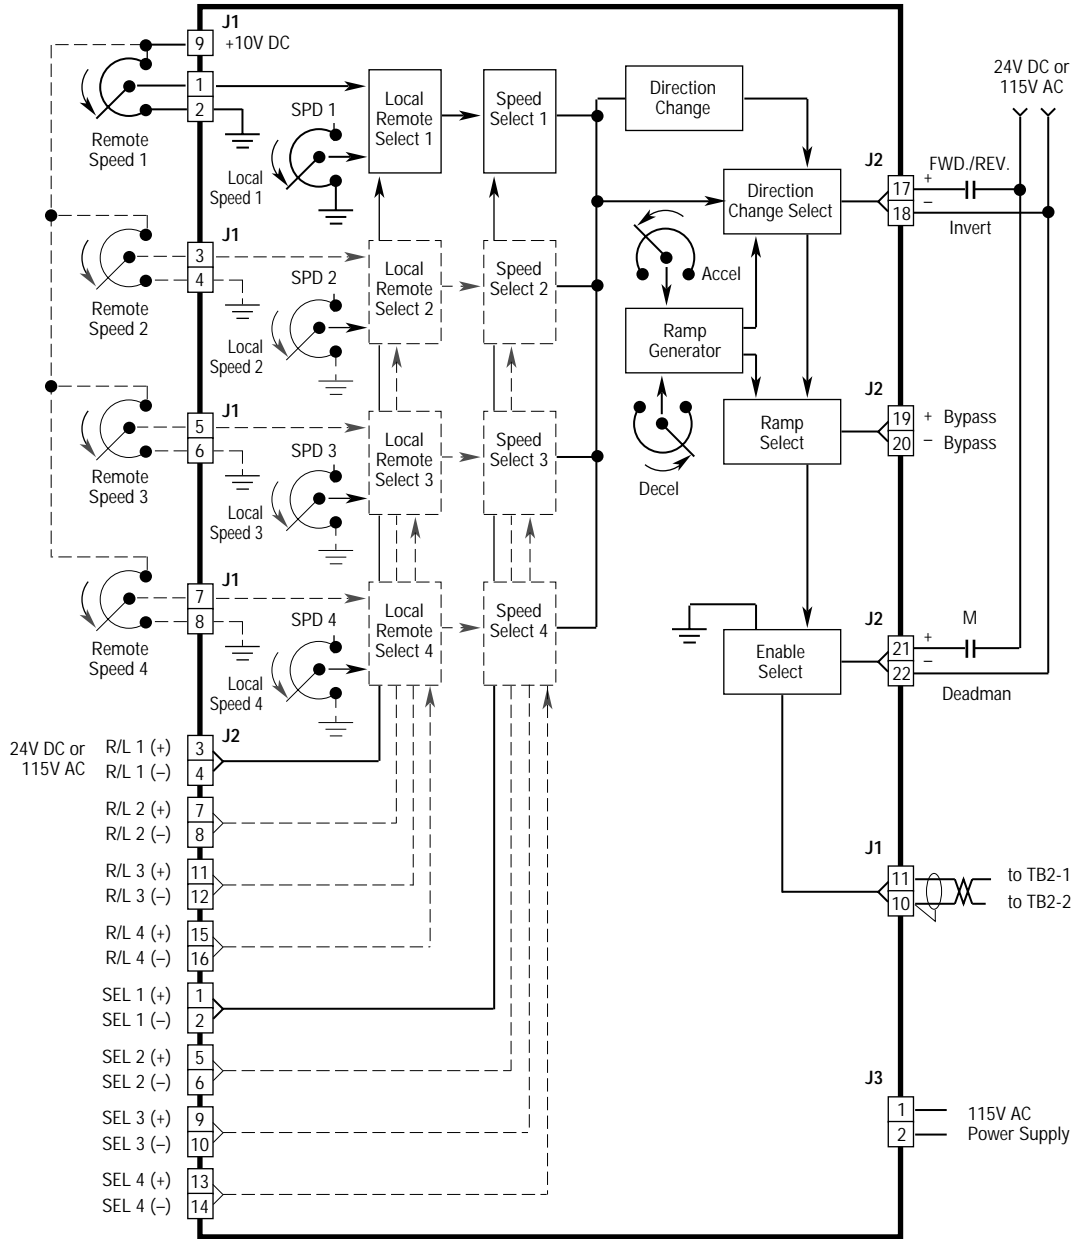 J1
9
+10V DC
1
2
Remote
Speed 1
SPD 1
Local
Speed 1
Local
Remote
Select 1
Speed
Select 1
Direction
Change
24V DC or
115V AC
J2
FWD./REV.
17
+
18
–
Invert
Direction
Change Select
J1
3
4
Remote
Speed 2
SPD 2
Local
Speed 2
Local
Remote
Select 2
Speed
Select 2
Accel
Ramp
Generator
Decel
J1
5
6
Remote
Speed 3
SPD 3
Local
Speed 3
Local
Remote
Select 3
Speed
Select 3
Ramp
Select
J2
19
+ Bypass
20
– Bypass
J1
7
8
Remote
Speed 4
SPD 4
Local
Speed 4
Local
Remote
Select 4
Speed
Select 4
Enable
Select
J2
M
21
+
22
–
Deadman
24V DC or
115V AC
J2
R/L 1 (+)
3
R/L 1 (–)
4
R/L 2 (+)
7
R/L 2 (–)
8
R/L 3 (+)
11
R/L 3 (–)
12
R/L 4 (+)
15
R/L 4 (–)
16
SEL 1 (+)
1
SEL 1 (–)
2
SEL 2 (+)
5
SEL 2 (–)
6
SEL 3 (+)
9
SEL 3 (–)
10
SEL 4 (+)
13
SEL 4 (–)
14
J1
11
to TB2-1
10
to TB2-2
J3
1
2
115V AC
Power Supply